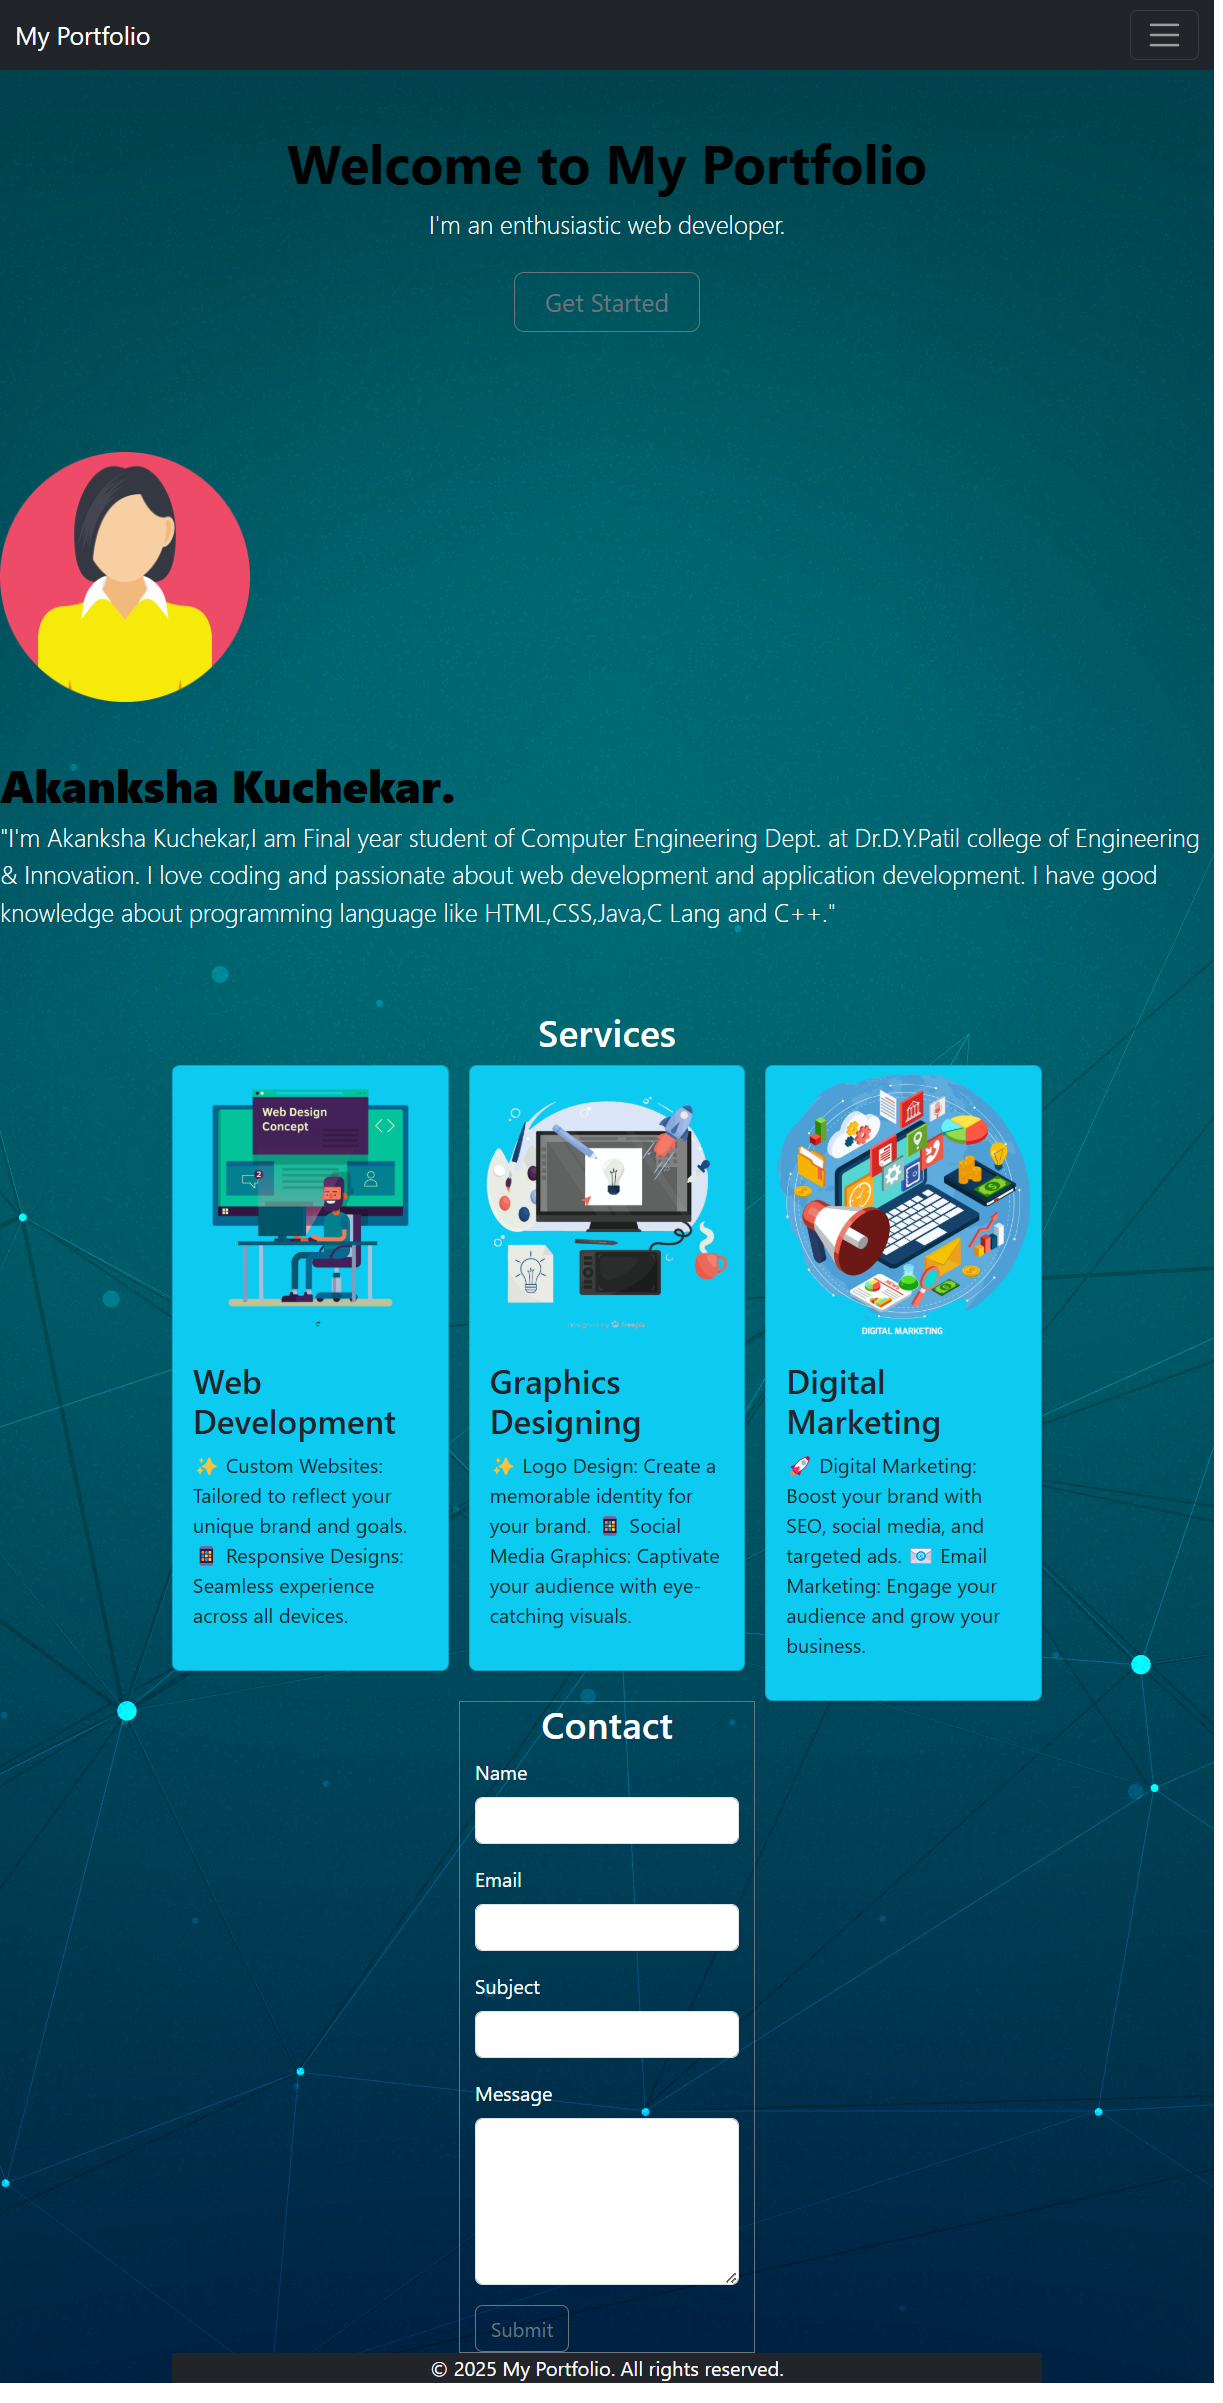 My Portfolio
Welcome to My Portfolio
I'm an enthusiastic web developer.
Get Started
Akanksha Kuchekar.
"I'm Akanksha Kuchekar,I am Final year student of Computer Engineering Dept. at Dr.D.Y.Patil college of Engineering
& Innovation. I love coding and passionate about web development and application development. I have good
knowledge about programming language like HTML,CSS,Java,C Lang and C++."
Services
Web Design
Concept
2
Web
Development
✨ Custom Websites:
Tailored to reflect your
unique brand and goals.
📱 Responsive Designs:
Seamless experience
across all devices.
designed by freepik
Graphics
Designing
✨ Logo Design: Create a
memorable identity for
your brand. 📱 Social
Media Graphics: Captivate
your audience with eye-
catching visuals.
NEWS
DIGITAL MARKETING
Digital
Marketing
🚀 Digital Marketing:
Boost your brand with
SEO, social media, and
targeted ads. 📧 Email
Marketing: Engage your
audience and grow your
business.
Contact
Name
Email
Subject
Message
Submit
© 2025 My Portfolio. All rights reserved.